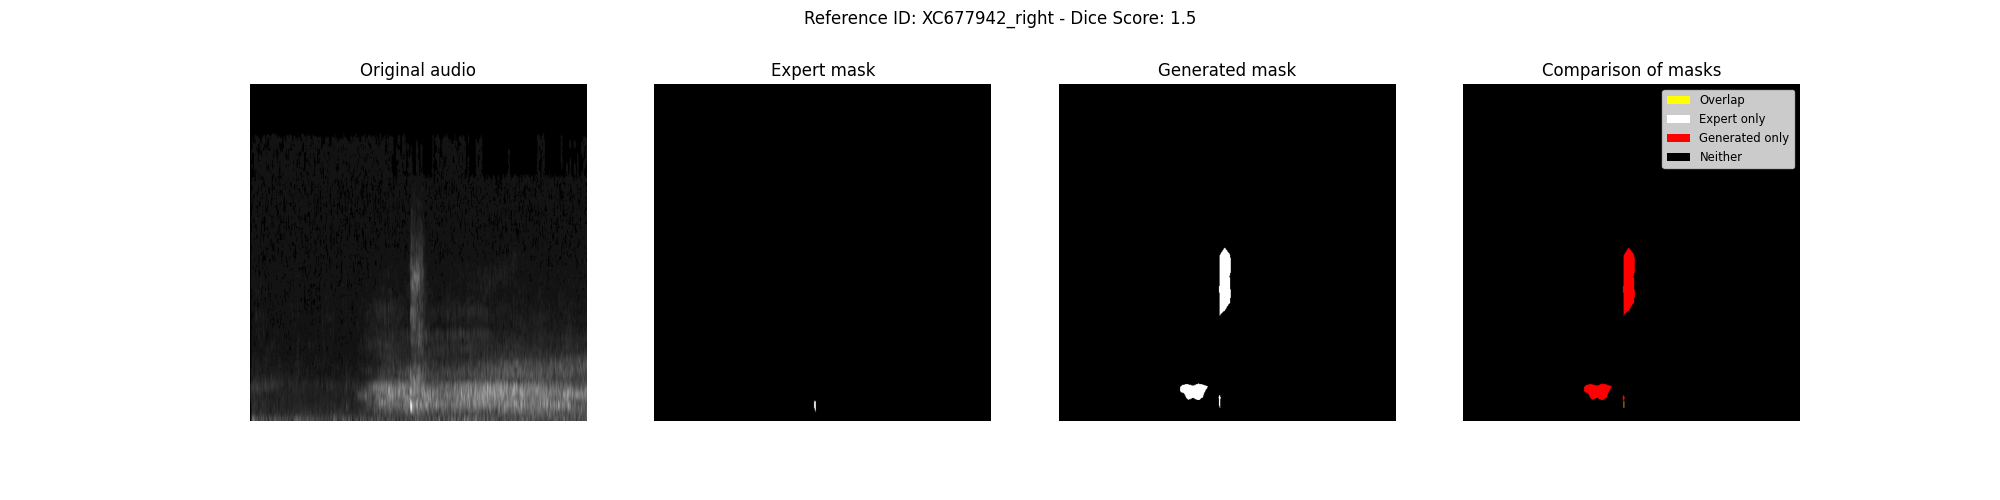 Reference ID: XC677942_right - Dice Score: 1.5
Original audio
Expert mask
Generated mask
Comparison of masks
Overlap
Expert only
Generated only
Neither